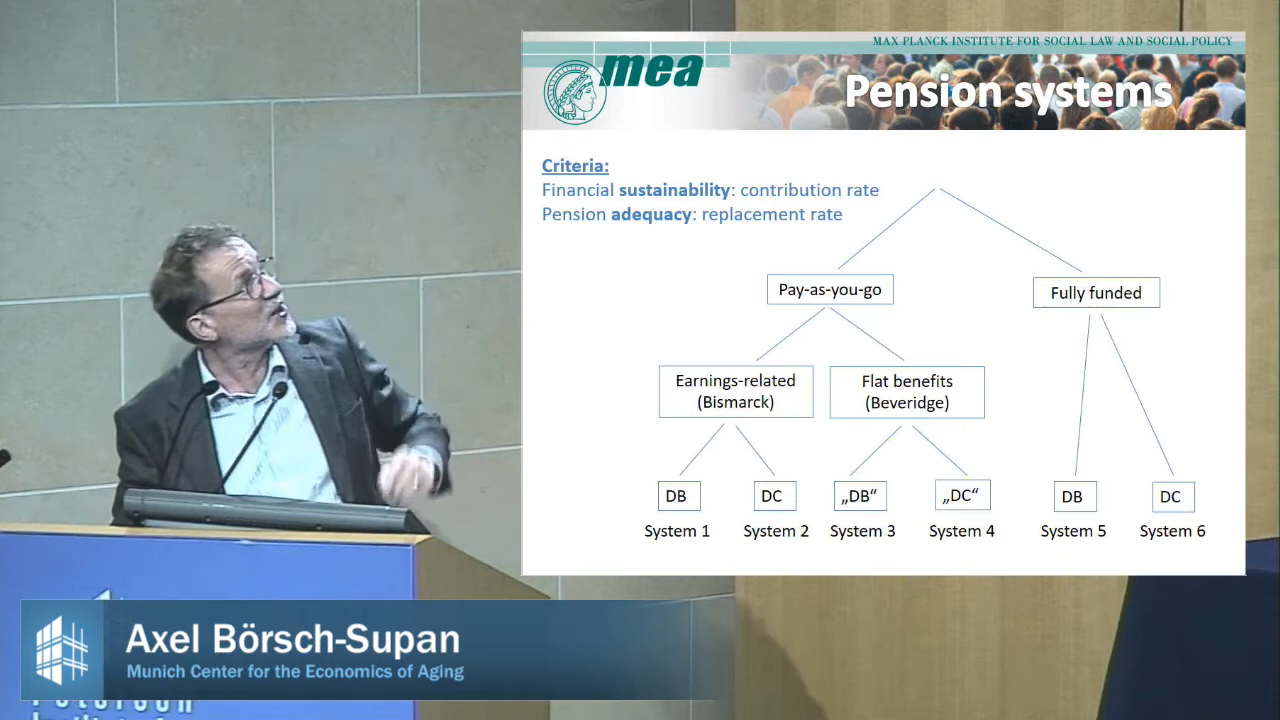 MAX PLANCK INSTITUTE FOR SOCIAL LAW AND SOCIAL POLICY
mea
Pension systems
Criteria:
Financial sustainability: contribution rate
Pension adequacy: replacement rate
Pay-as-you-go
Fully funded
Earnings-related
(Bismarck)
Flat benefits
(Beveridge)
DB
DC
„DB“
„DC“
DB
DC
System 1
System 2
System 3
System 4
System 5
System 6
Axel Börsch-Supan
Munich Center for the Economics of Aging